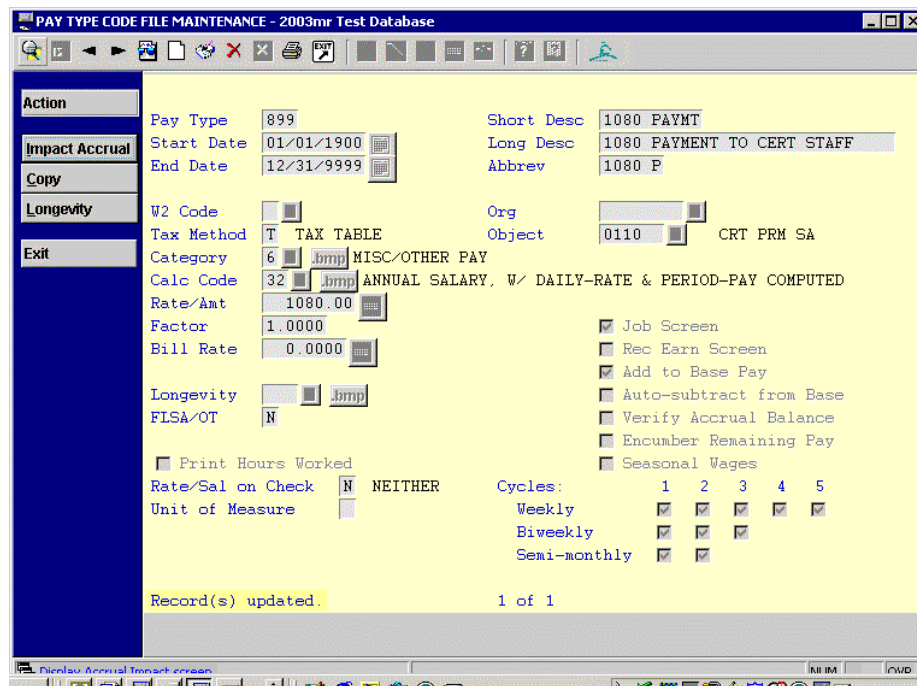 PAY TYPE CODE FILE MAINTENANCE - 2003mr Test Database
EXIT
Action
Impact Accrual
Copy
Longevity
Exit
Pay Type 899 Short Desc 1080 PAYMT
Start Date 01/01/1900 Long Desc 1080 PAYMENT TO CERT STAFF
End Date 12/31/9999 Abbrev 1080 P
W2 Code Org
Tax Method T TAX TABLE Object 0110 CRT PRM SA
Category 6 .bmp MISC/OTHER PAY
Calc Code 32 .bmp ANNUAL SALARY, W/ DAILY-RATE & PERIOD-PAY COMPUTED
Rate/Amt 1080.00
Factor 1.0000 Job Screen
Bill Rate 0.0000 Rec Earn Screen
Add to Base Pay
Longevity .bmp Auto-subtract from Base
FLSA/OT N Verify Accrual Balance
Encumber Remaining Pay
Print Hours Worked Seasonal Wages
Rate/Sal on Check N NEITHER Cycles: 1 2 3 4 5
Unit of Measure Weekly
Biweekly
Semi-monthly
Record(s) updated. 1 of 1
Display Accrual Impact screen NUM OVR